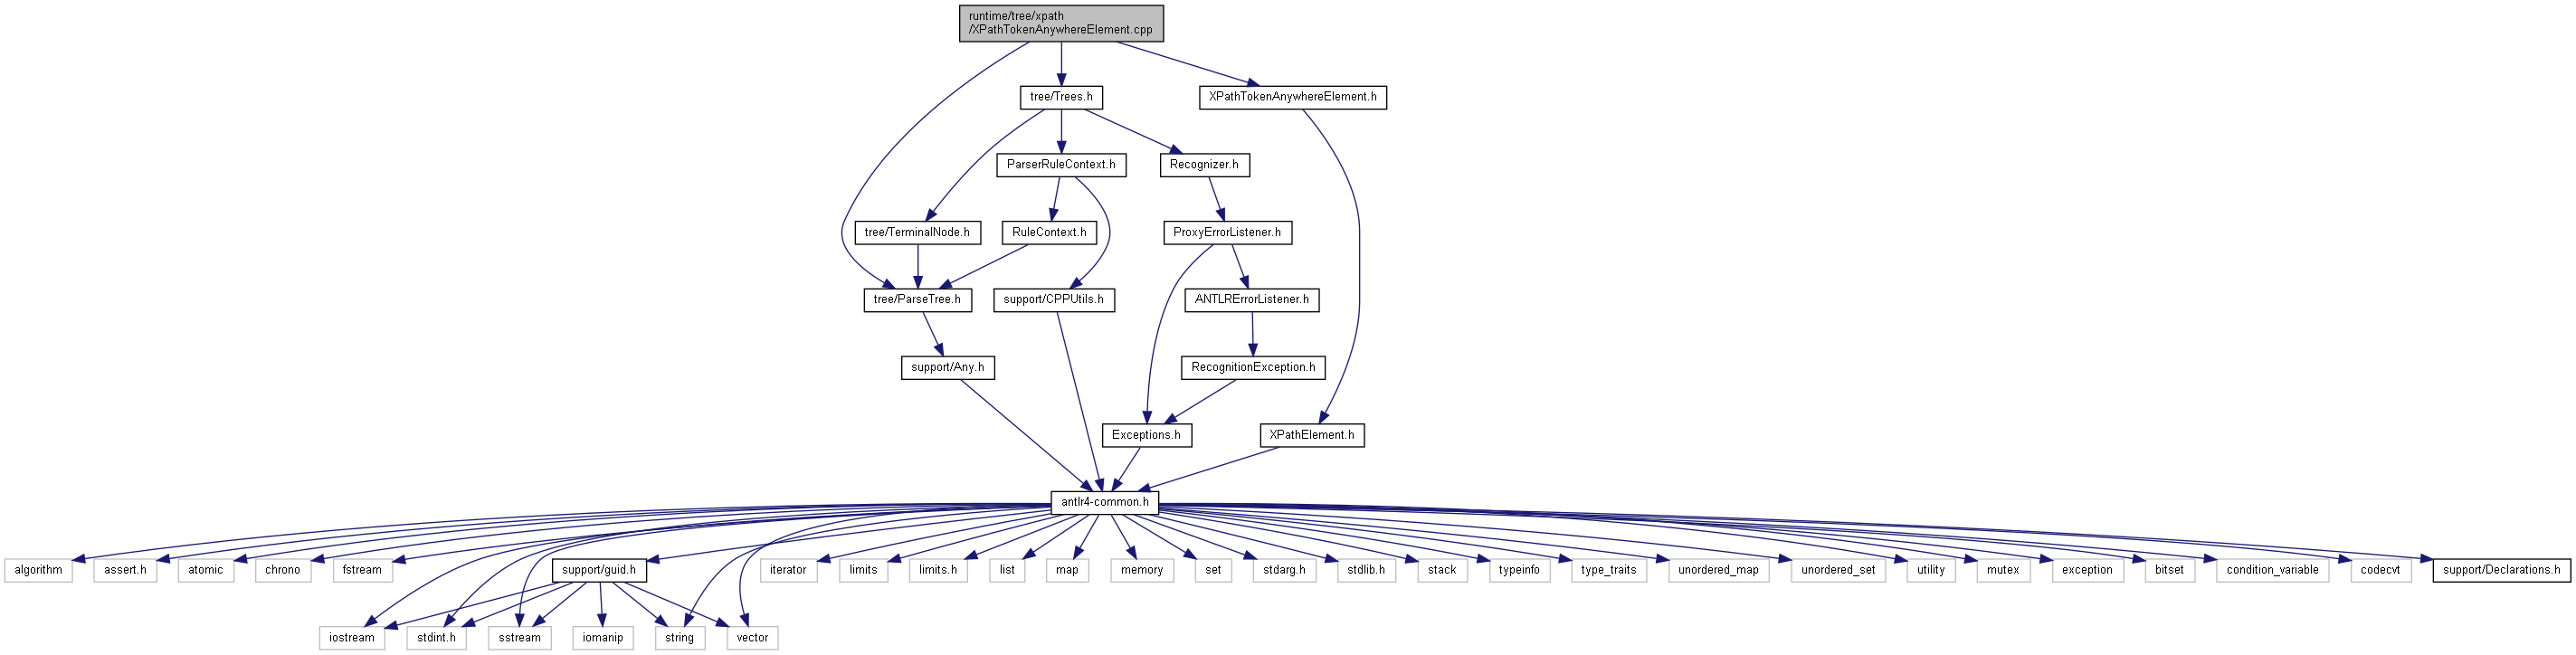 runtime/tree/xpath
/XPathTokenAnywhereElement.cpp
tree/Trees.h
XPathTokenAnywhereElement.h
ParserRuleContext.h
Recognizer.h
tree/TerminalNode.h
RuleContext.h
ProxyErrorListener.h
tree/ParseTree.h
support/CPPUtils.h
ANTLRErrorListener.h
support/Any.h
RecognitionException.h
Exceptions.h
XPathElement.h
antlr4-common.h
algorithm
assert.h
atomic
chrono
fstream
support/guid.h
iterator
limits
limits.h
list
map
memory
set
stdarg.h
stdlib.h
stack
typeinfo
type_traits
unordered_map
unordered_set
utility
mutex
exception
bitset
condition_variable
codecvt
support/Declarations.h
iostream
stdint.h
sstream
iomanip
string
vector